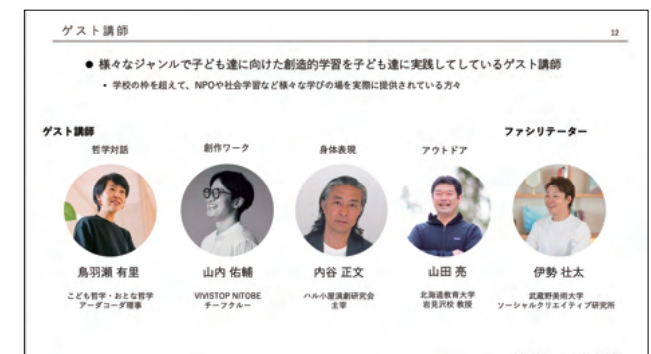 ゲスト講師
12
● 様々なジャンルで子ども達に向けた創造的学習を子ども達に実践してしているゲスト講師
• 学校の枠を超えて、NPOや社会学習など様々な学びの場を実際に提供されている方々
ゲスト講師
ファシリテーター
哲学対話
創作ワーク
身体表現
アウトドア
鳥羽瀬 有里
山内 佑輔
内谷 正文
山田 亮
伊勢 壮太
こども哲学・おとな哲学
アーダコーダ理事
VIVISTOP NITOBE
チーフクルー
ハル小屋演劇研究会
主宰
北海道教育大学
岩見沢校 教授
武蔵野美術大学
ソーシャルクリエイティブ研究所